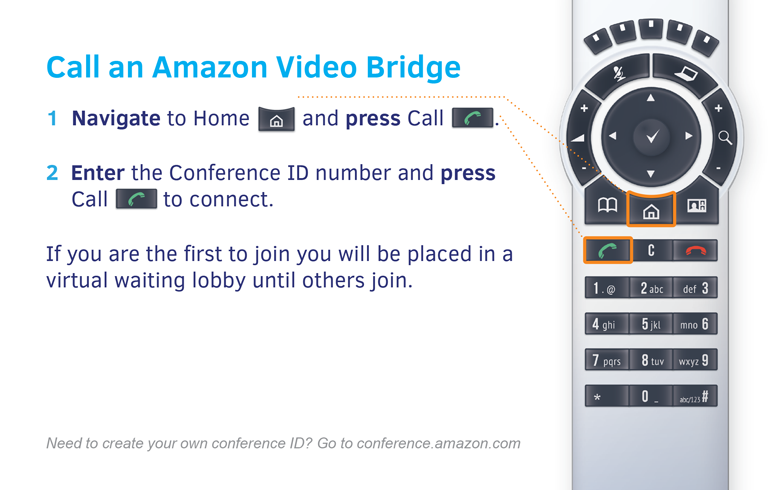 Call an Amazon Video Bridge
1 Navigate to Home and press Call .
2 Enter the Conference ID number and press
Call to connect.
If you are the first to join you will be placed in a
virtual waiting lobby until others join.
Need to create your own conference ID? Go to conference.amazon.com
+ +
- -
C
1 . @ 2 abc def 3
4 ghi 5 jkl mno 6
7 pqrs 8 tuv wxyz 9
* 0 _ abc/123 #